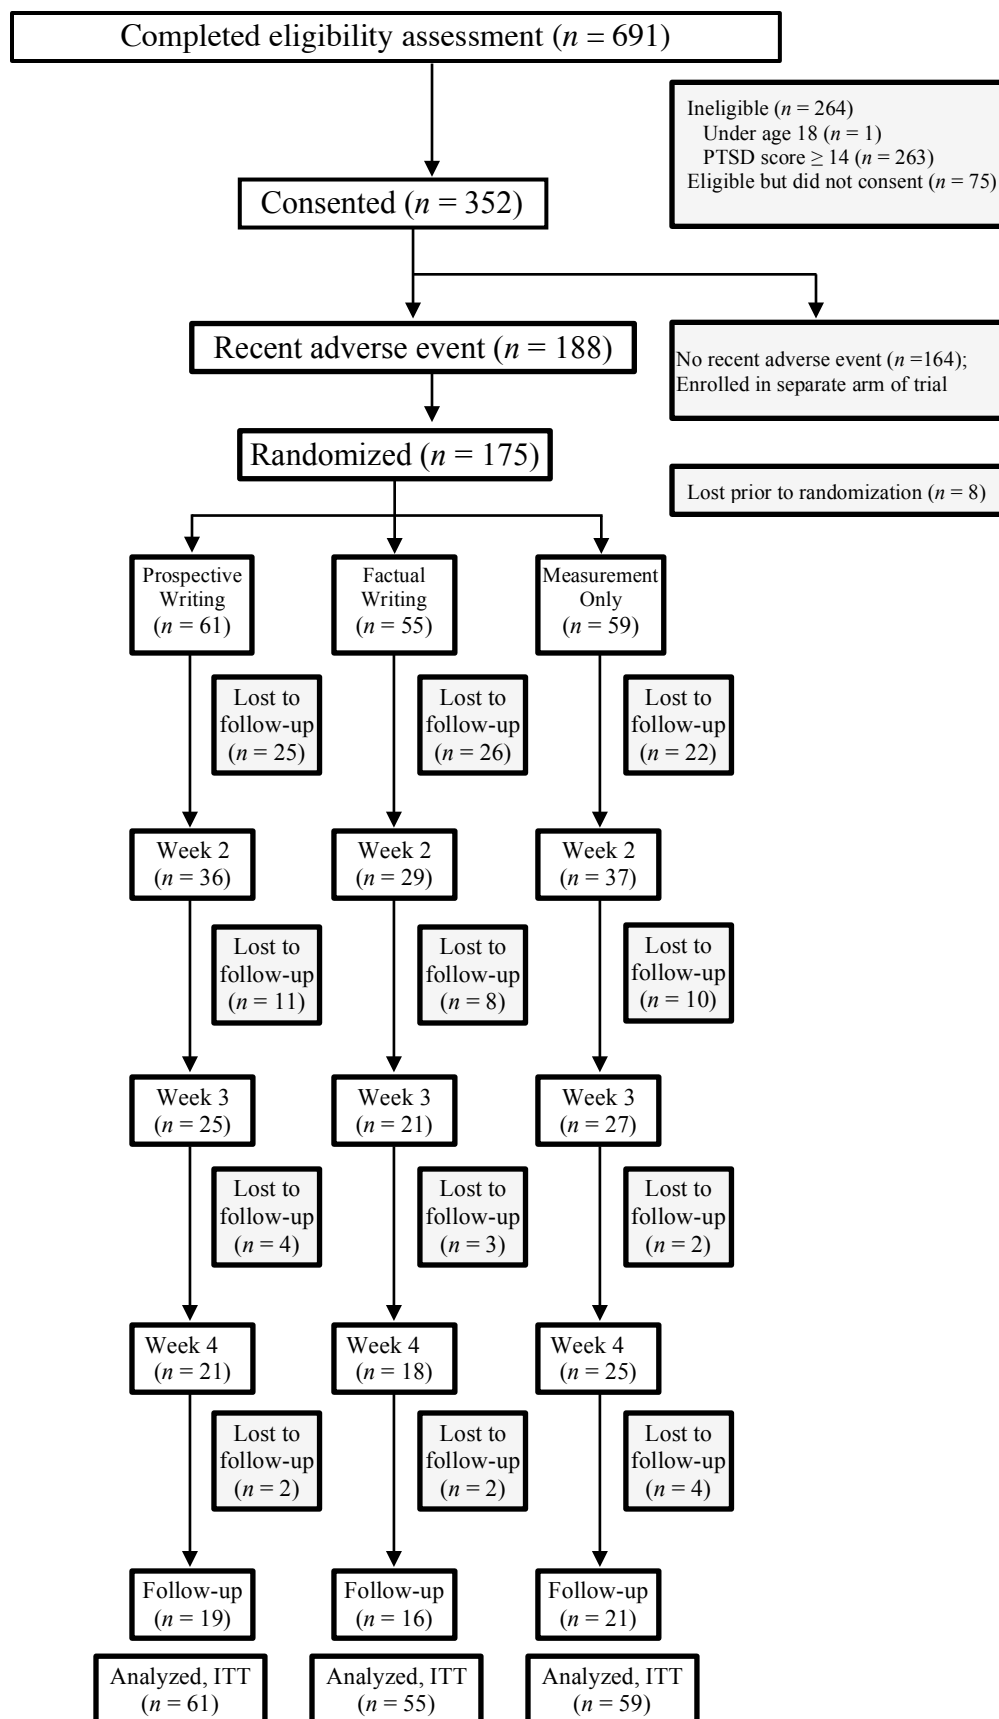 Completed eligibility assessment (n = 691)
Ineligible (n = 264)
Under age 18 (n = 1)
PTSD score ≥ 14 (n = 263)
Eligible but did not consent (n = 75)
Consented (n = 352)
Recent adverse event (n = 188)
No recent adverse event (n =164);
Enrolled in separate arm of trial
Randomized (n = 175)
Lost prior to randomization (n = 8)
Prospective
Writing
(n = 61)
Factual
Writing
(n = 55)
Measurement
Only
(n = 59)
Lost to
follow-up
(n = 25)
Lost to
follow-up
(n = 26)
Lost to
follow-up
(n = 22)
Week 2
(n = 36)
Week 2
(n = 29)
Week 2
(n = 37)
Lost to
follow-up
(n = 11)
Lost to
follow-up
(n = 8)
Lost to
follow-up
(n = 10)
Week 3
(n = 25)
Week 3
(n = 21)
Week 3
(n = 27)
Lost to
follow-up
(n = 4)
Lost to
follow-up
(n = 3)
Lost to
follow-up
(n = 2)
Week 4
(n = 21)
Week 4
(n = 18)
Week 4
(n = 25)
Lost to
follow-up
(n = 2)
Lost to
follow-up
(n = 2)
Lost to
follow-up
(n = 4)
Follow-up
(n = 19)
Follow-up
(n = 16)
Follow-up
(n = 21)
Analyzed, ITT
(n = 61)
Analyzed, ITT
(n = 55)
Analyzed, ITT
(n = 59)